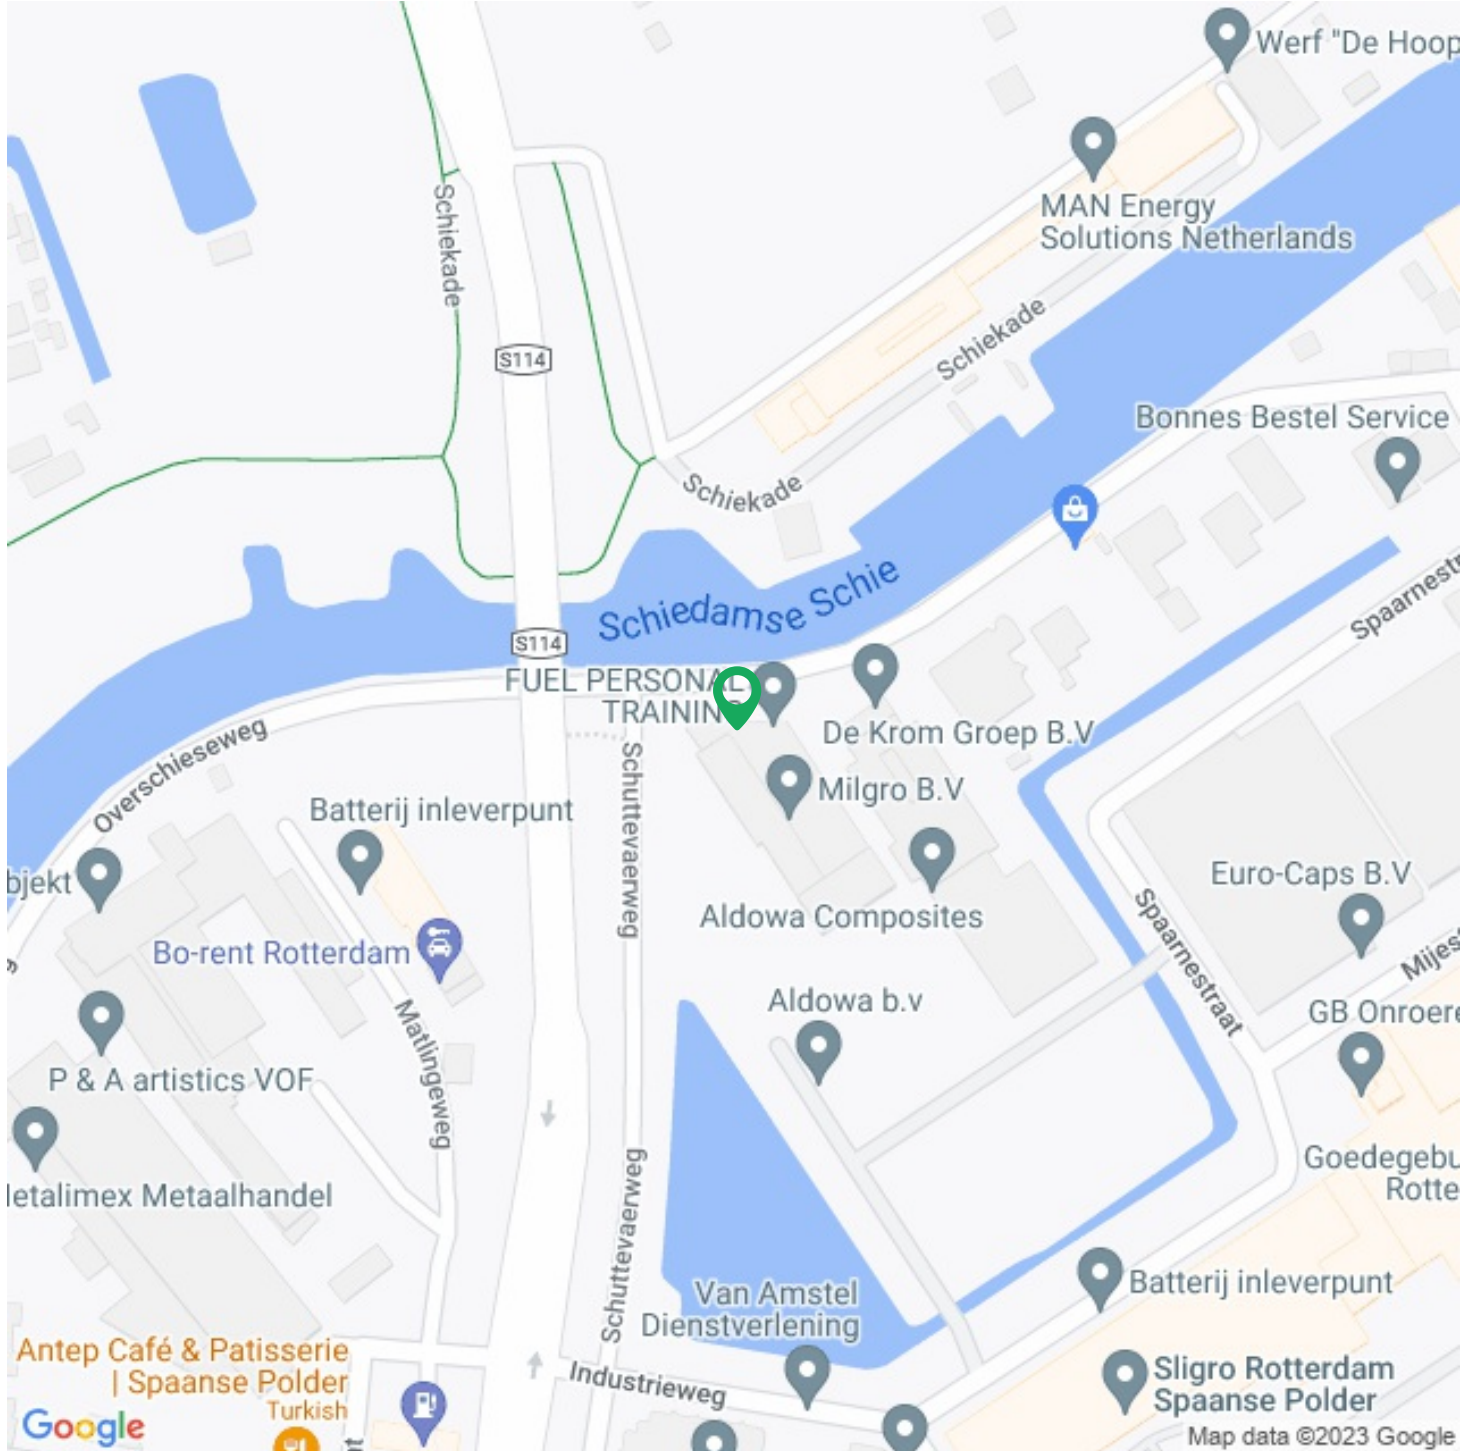 Werf "De Hoop
MAN Energy
Solutions Netherlands
Schiekade
S114
Schiekade
Bonnes Bestel Service
Schiekade
Schiedamse Schie
Spaarnestr
S114
FUEL PERSONAL
TRAINING
De Krom Groep B.V
Overschieseweg
Schuttevaerweg
Milgro B.V
Batterij inleverpunt
bjekt
Euro-Caps B.V
Aldowa Composites
Spaarnestraat
Bo-rent Rotterdam
Mijes
g
Aldowa b.v
GB Onroere
Matlingeweg
P & A artistics VOF
Goedegebu
Rotte
etalimex Metaalhandel
Schuttevaerweg
Van Amstel
Dienstverlening
Batterij inleverpunt
Antep Café & Patisserie
| Spaanse Polder
Turkish
Industrieweg
Sligro Rotterdam
Spaanse Polder
Google
Map data ©2023 Google